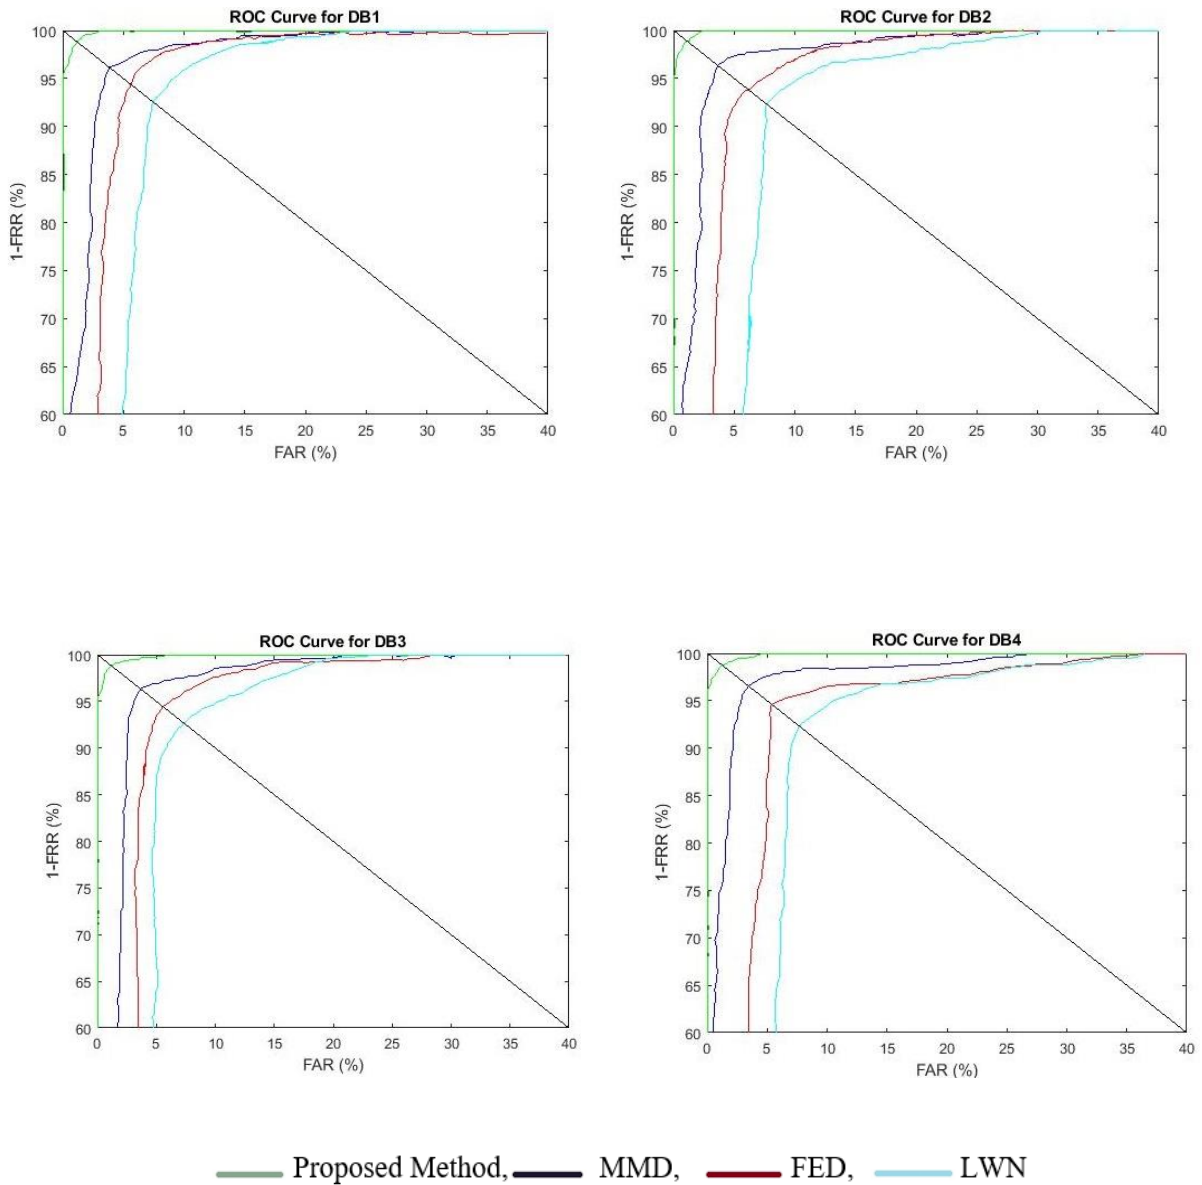 ROC Curve for DB1
1-FRR (%)
100
95
90
85
80
75
70
65
60
0 5 10 15 20 25 30 35 40
FAR (%)
ROC Curve for DB2
1-FRR (%)
100
95
90
85
80
75
70
65
60
0 5 10 15 20 25 30 35 40
FAR (%)
ROC Curve for DB3
1-FRR (%)
100
95
90
85
80
75
70
65
60
0 5 10 15 20 25 30 35 40
FAR (%)
ROC Curve for DB4
1-FRR (%)
100
95
90
85
80
75
70
65
60
0 5 10 15 20 25 30 35 40
FAR (%)
Proposed Method, MMD, FED, LWN